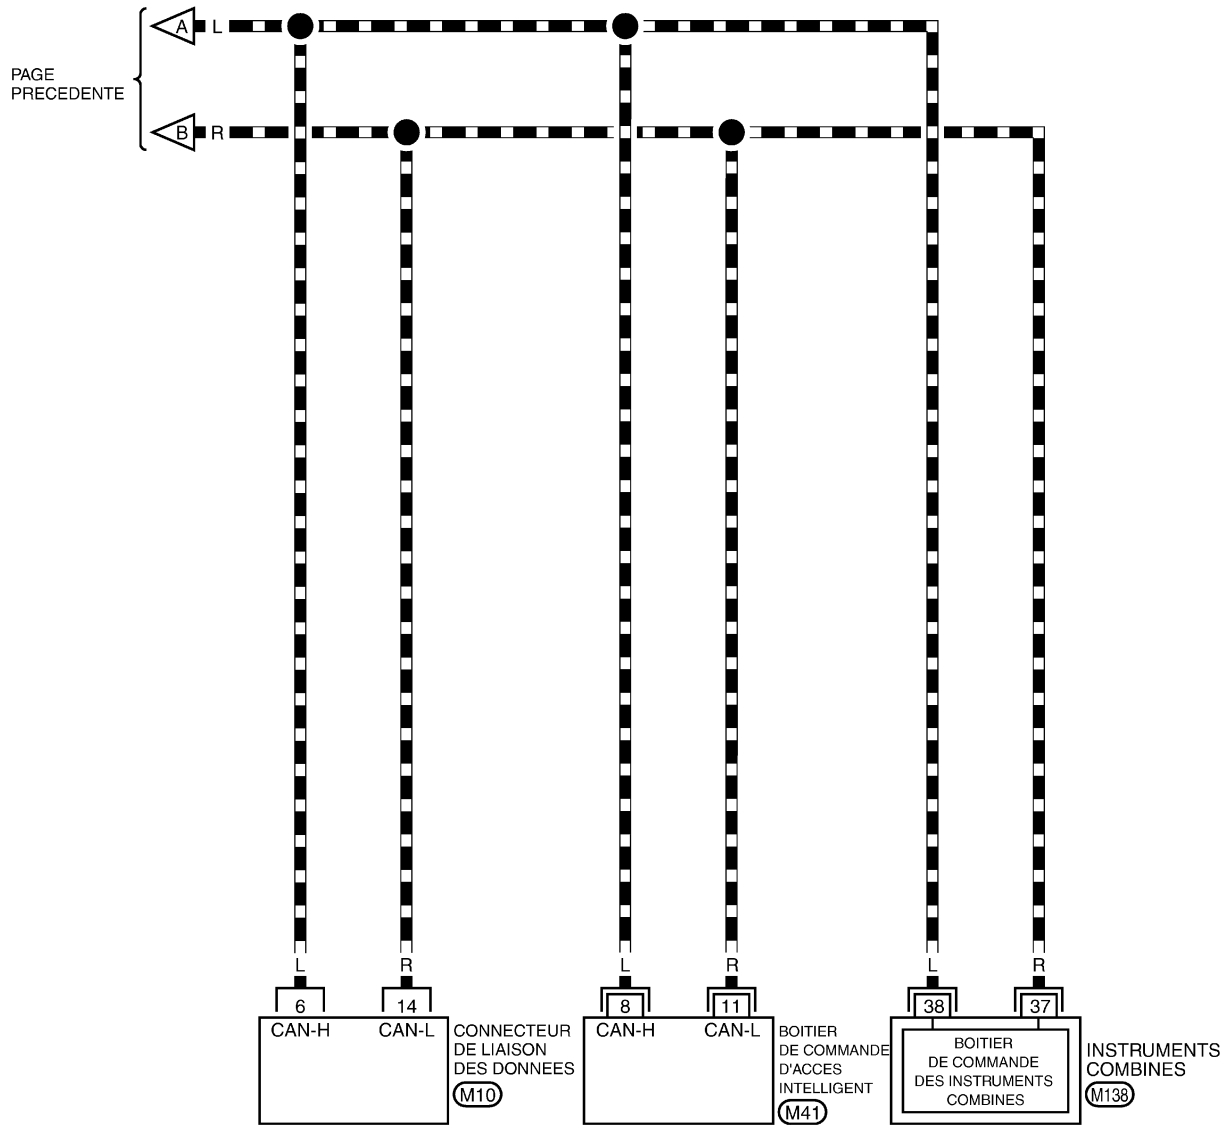 A L
PAGE
PRECEDENTE
B R
L R L R L R
6 14 8 11 38 37
CAN-H CAN-L
CONNECTEUR
DE LIAISON
DES DONNEES
M10
CAN-H CAN-L
BOITIER
DE COMMANDE
D'ACCES
INTELLIGENT
M41
BOITIER
DE COMMANDE
DES INSTRUMENTS
COMBINES
INSTRUMENTS
COMBINES
M138